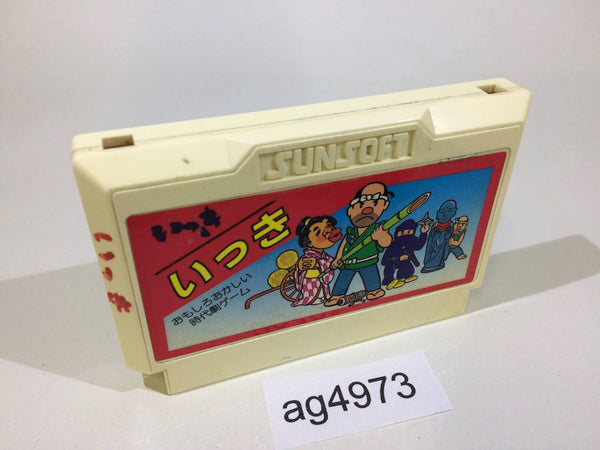 SUNSOFT
いっき
いっき
おもしろおかしい
時代劇ゲーム
いっき
ag4973